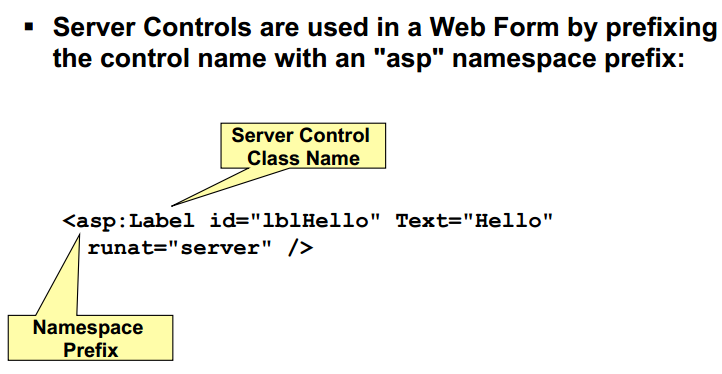 ▪ Server Controls are used in a Web Form by prefixing
the control name with an "asp" namespace prefix:
Server Control
Class Name
<asp:Label id="lblHello" Text="Hello"
runat="server" />
Namespace
Prefix